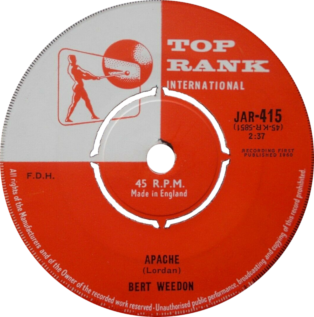 TOP
RANK
INTERNATIONAL
JAR-415
(45-JAR-415)
2:37
RECORDING FIRST
PUBLISHED 1960
F.D.H.
45 R.P.M.
Made in England
APACHE
(Lordan)
BERT WEEDON
All rights of the Manufacturers and of the Owner of the recorded work reserved - Unauthorised public performance, broadcasting and copying of this record prohibited.